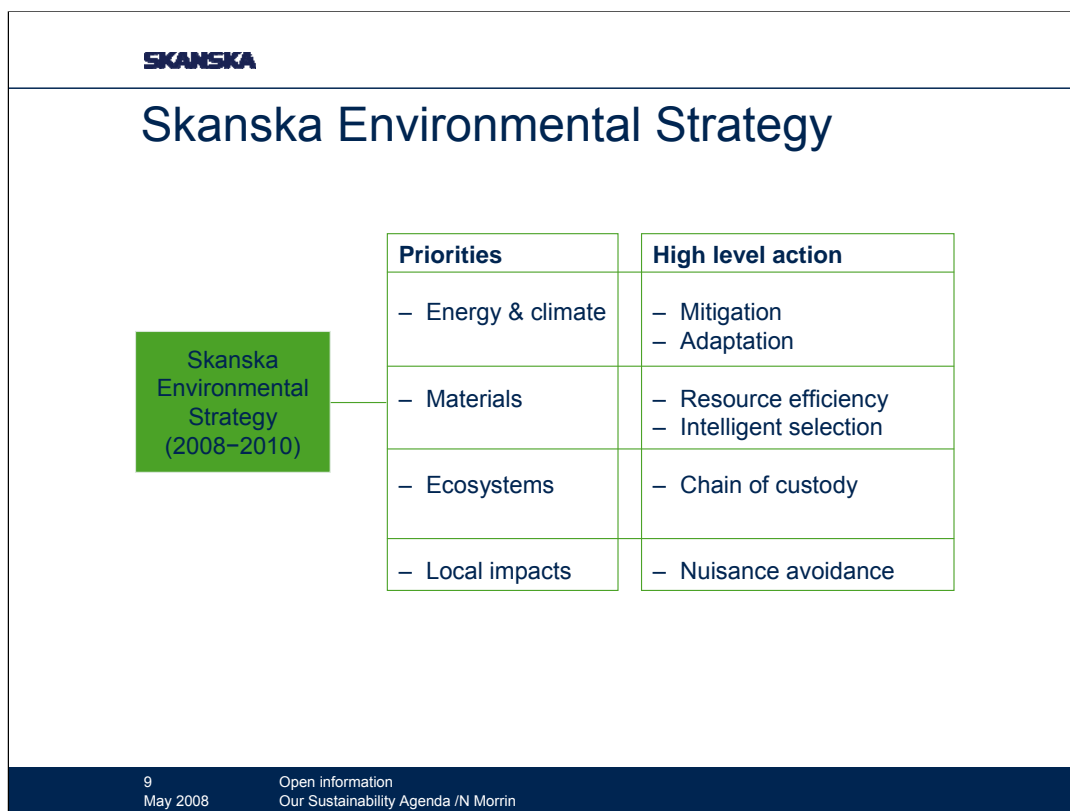 SKANSKA
Skanska Environmental Strategy
Skanska
Environmental
Strategy
(2008−2010)
Priorities
High level action
– Energy & climate
– Mitigation
– Adaptation
– Materials
– Resource efficiency
– Intelligent selection
– Ecosystems
– Chain of custody
– Local impacts
– Nuisance avoidance
9
Open information
May 2008
Our Sustainability Agenda /N Morrin